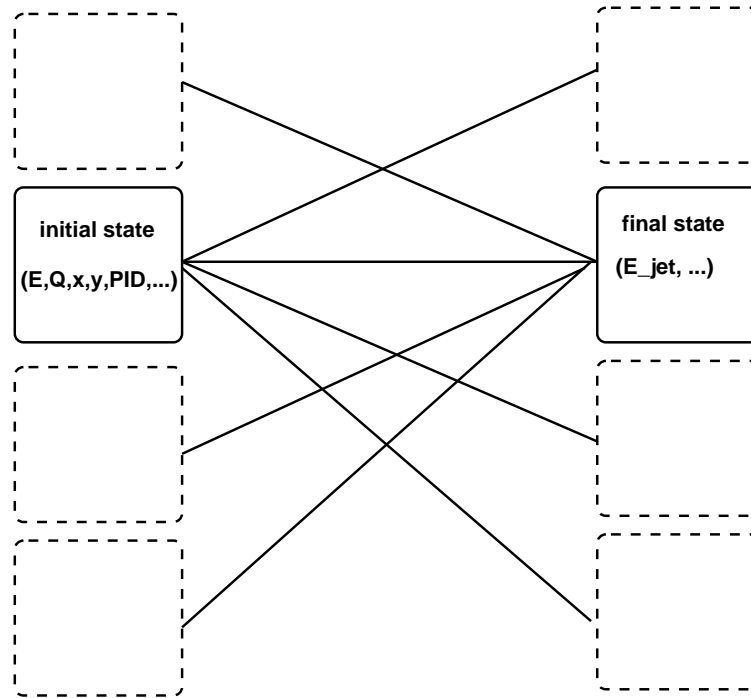 initial state
(E,Q,x,y,PID,...)
final state
(E_jet, ...)